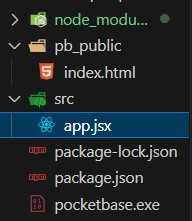 node_modu...
pb_public
index.html
src
app.jsx
package-lock.json
package.json
pocketbase.exe